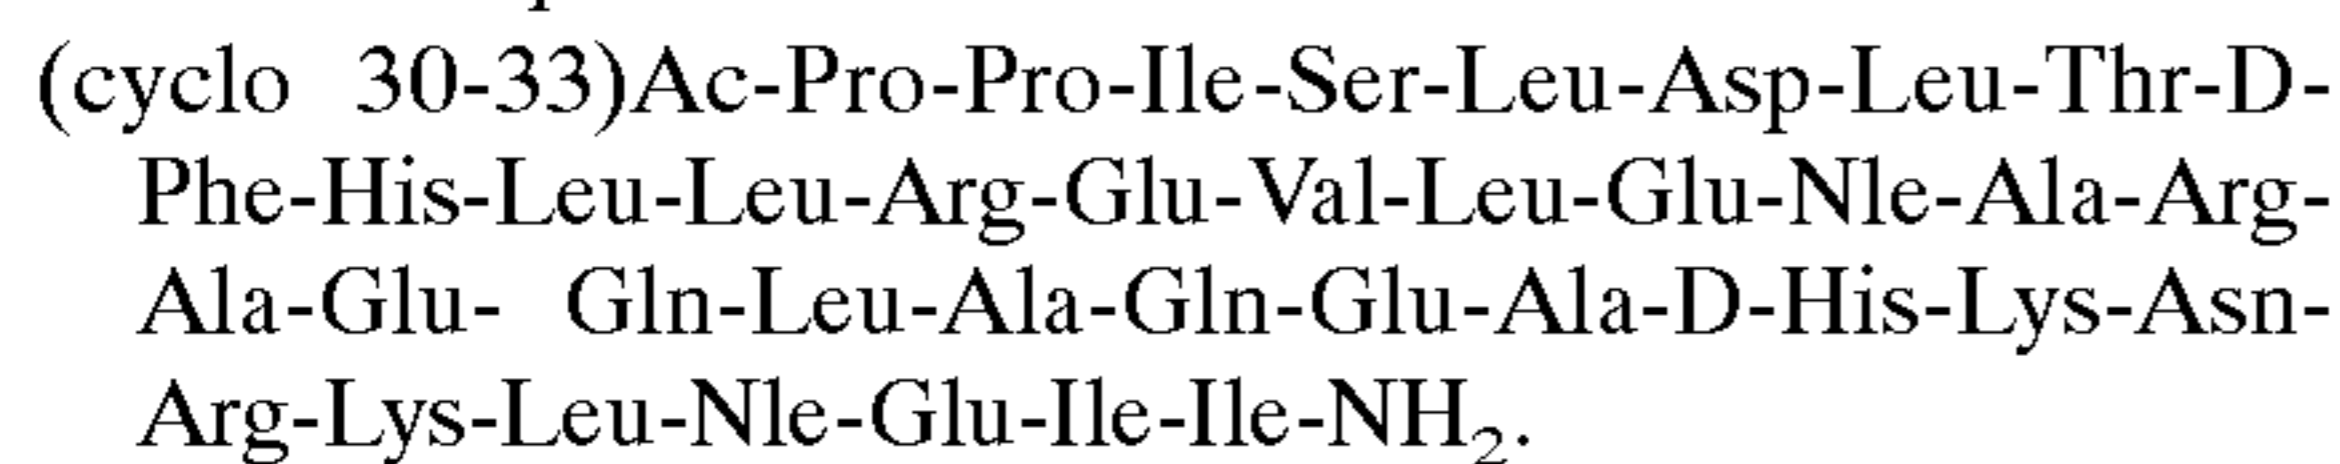 (cyclo 30-33)Ac-Pro-Pro-Ile-Ser-Leu-Asp-Leu-Thr-D-
Phe-His-Leu-Leu-Arg-Glu-Val-Leu-Glu-Nle-Ala-Arg-
Ala-Glu- Gln-Leu-Ala-Gln-Glu-Ala-D-His-Lys-Asn-
Arg-Lys-Leu-Nle-Glu-Ile-Ile-NH₂.